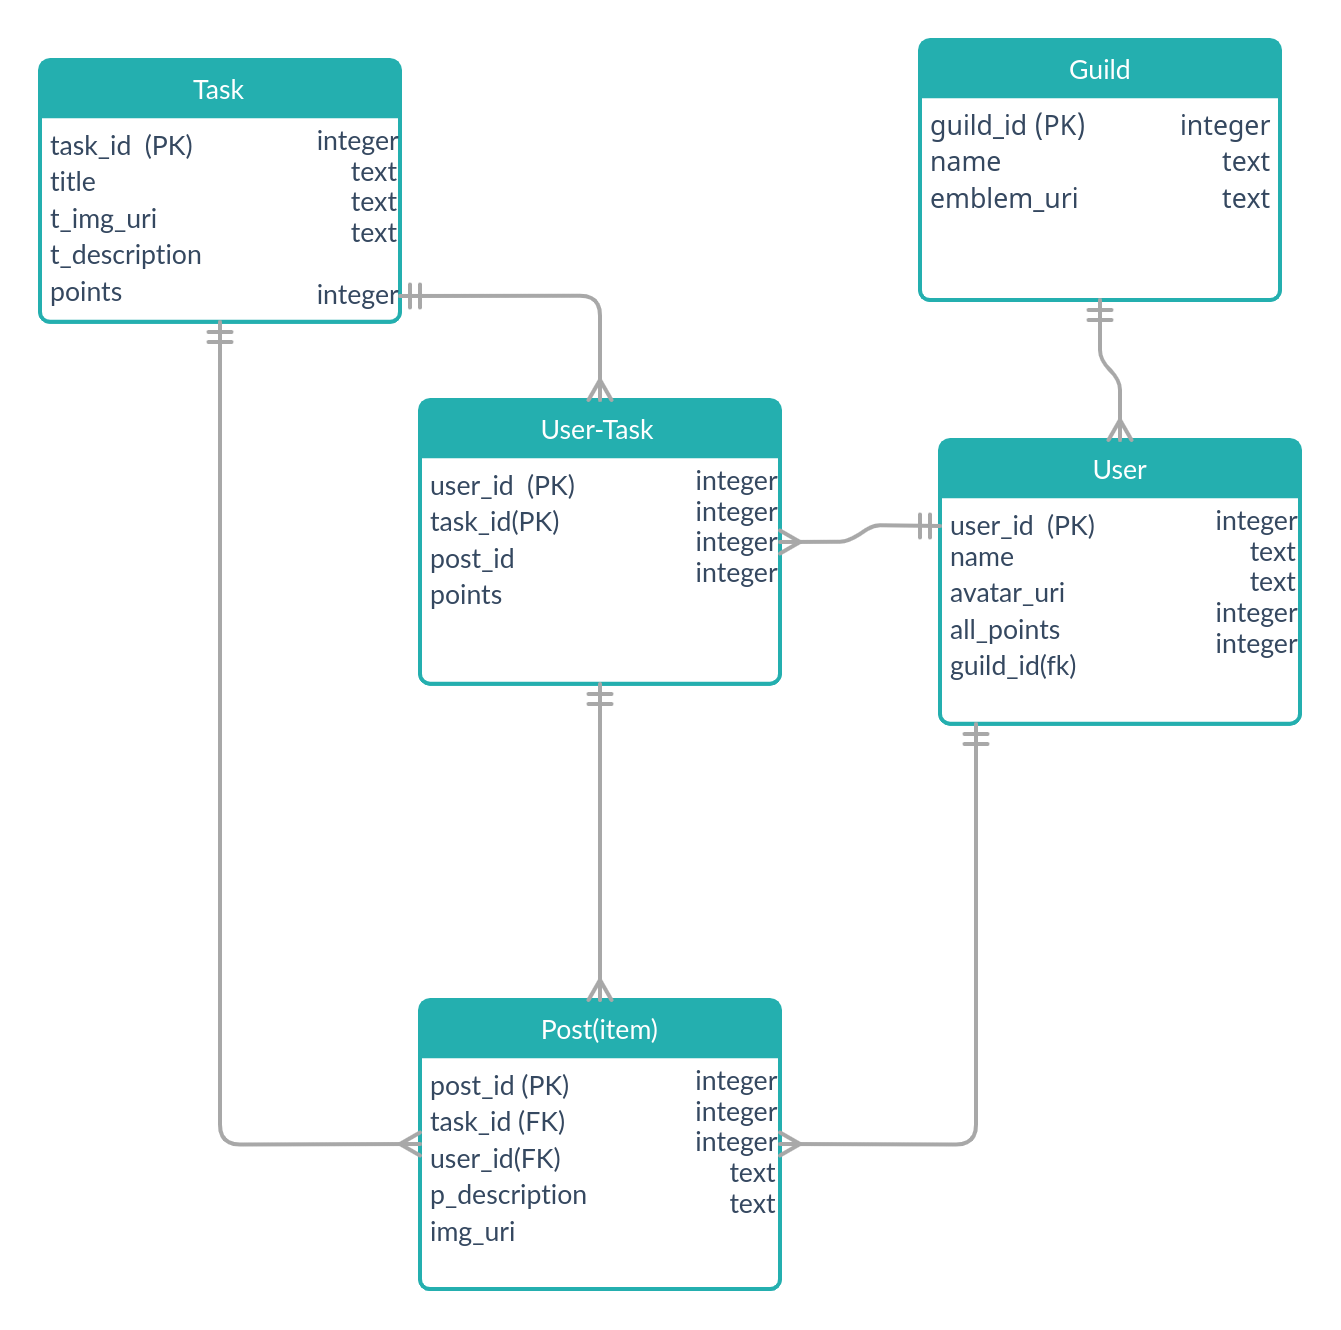 Task
task_id (PK) integer
title text
t_img_uri text
t_description text
points integer
Guild
guild_id (PK) integer
name text
emblem_uri text
User-Task
user_id (PK) integer
task_id(PK) integer
post_id integer
points integer
User
user_id (PK) integer
name text
avatar_uri text
all_points integer
guild_id(fk) integer
Post(item)
post_id (PK) integer
task_id (FK) integer
user_id(FK) integer
p_description text
img_uri text